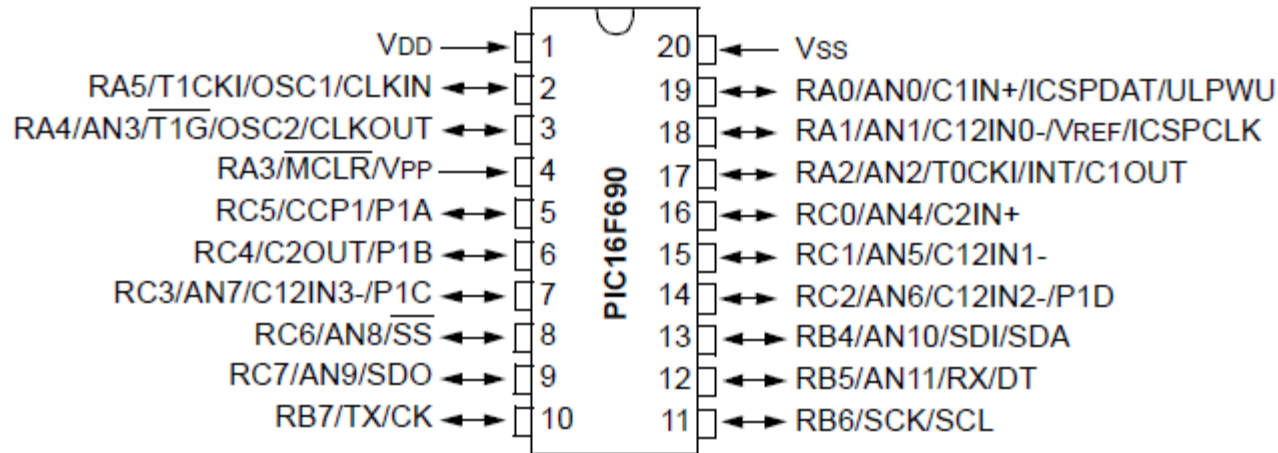 VDD 1 20 VSS
RA5/T1CKI/OSC1/CLKIN 2 19 RA0/AN0/C1IN+/ICSPDAT/ULPWU
RA4/AN3/T1G/OSC2/CLKOUT 3 18 RA1/AN1/C12IN0-/VREF/ICSPCLK
RA3/MCLR/VPP 4 17 RA2/AN2/T0CKI/INT/C1OUT
RC5/CCP1/P1A 5 16 RC0/AN4/C2IN+
RC4/C2OUT/P1B 6 15 RC1/AN5/C12IN1-
RC3/AN7/C12IN3-/P1C 7 14 RC2/AN6/C12IN2-/P1D
RC6/AN8/SS 8 13 RB4/AN10/SDI/SDA
RC7/AN9/SDO 9 12 RB5/AN11/RX/DT
RB7/TX/CK 10 11 RB6/SCK/SCL
PIC16F690